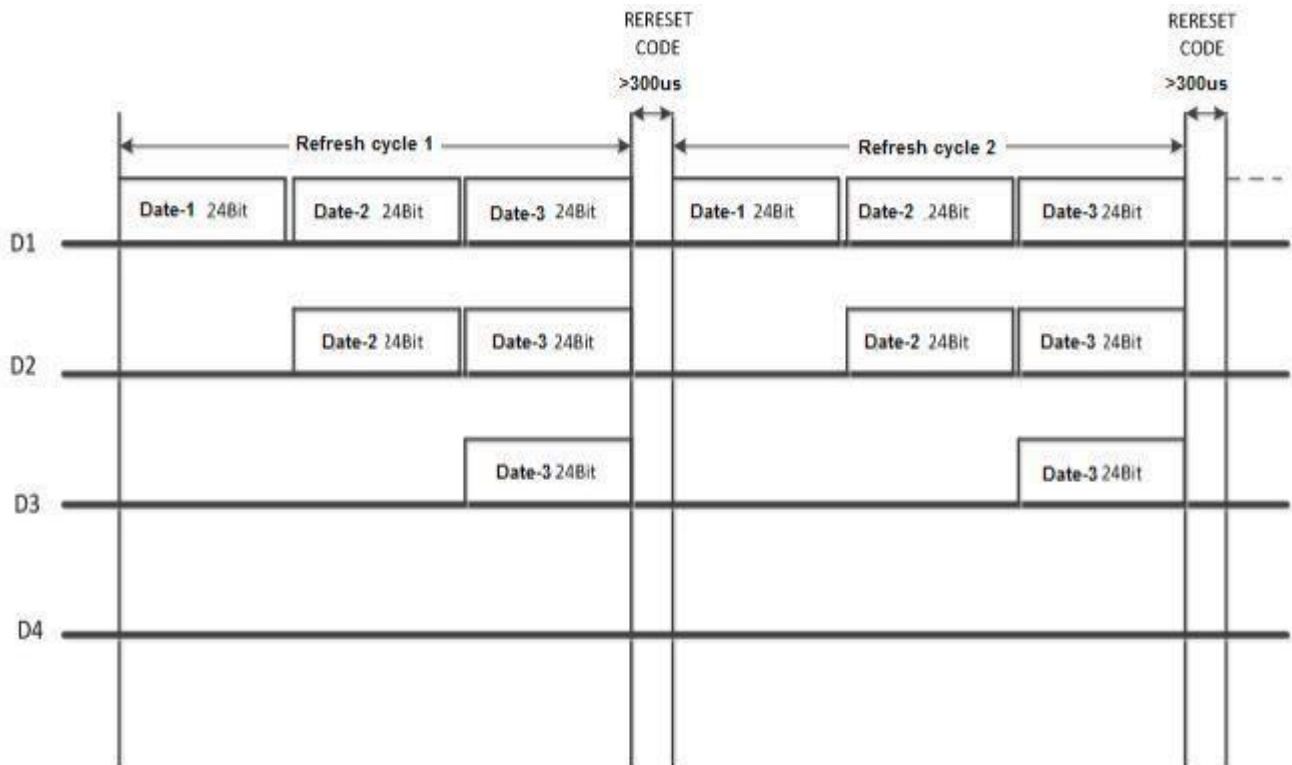 RERESET
CODE
>300us
RERESET
CODE
>300us
Refresh cycle 1
Refresh cycle 2
Date-1 24Bit
Date-2 24Bit
Date-3 24Bit
Date-1 24Bit
Date-2 24Bit
Date-3 24Bit
D1
Date-2 24Bit
Date-3 24Bit
Date-2 24Bit
Date-3 24Bit
D2
Date-3 24Bit
Date-3 24Bit
D3
D4